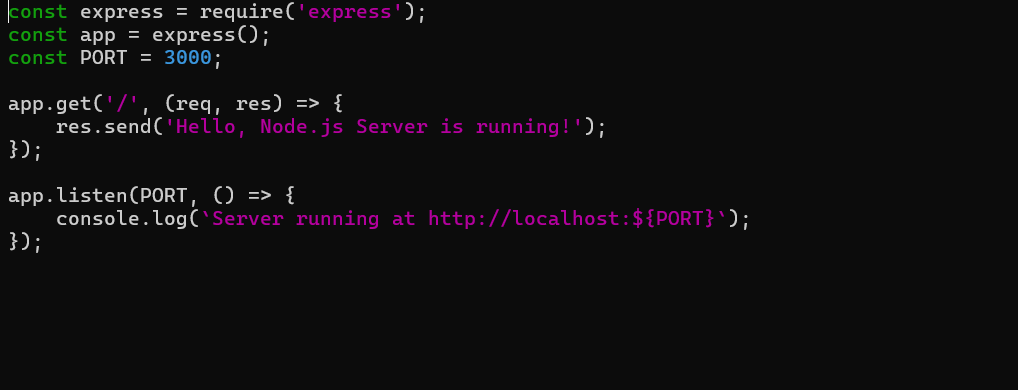 const express = require('express');
const app = express();
const PORT = 3000;

app.get('/', (req, res) => {
    res.send('Hello, Node.js Server is running!');
});

app.listen(PORT, () => {
    console.log(`Server running at http://localhost:${PORT}`);
});